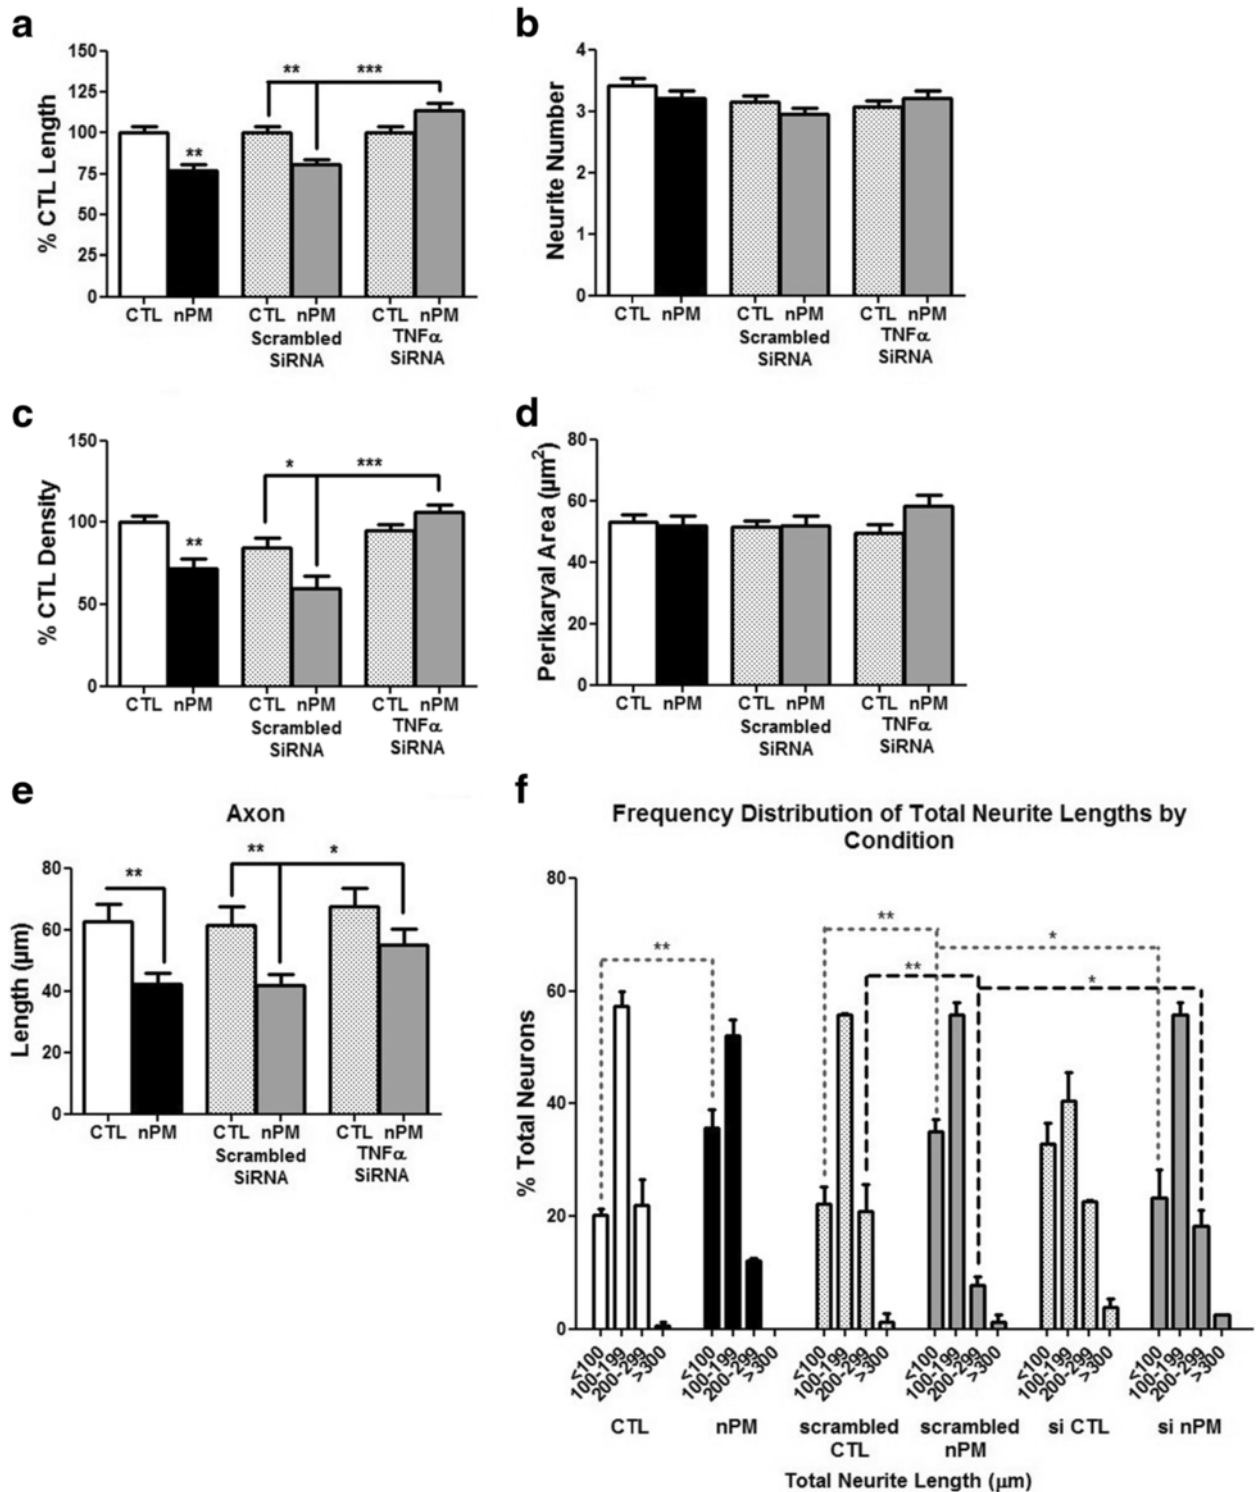 a
% CTL Length
150
125
100
75
50
25
0
**
**
***
CTL nPM
CTL nPM
Scrambled
SiRNA
CTL nPM
TNFα
SiRNA
b
Neurite Number
4
3
2
1
0
CTL nPM
CTL nPM
Scrambled
SiRNA
CTL nPM
TNFα
SiRNA
c
% CTL Density
150
100
50
0
**
*
***
CTL nPM
CTL nPM
Scrambled
SiRNA
CTL nPM
TNFα
SiRNA
d
Perikaryal Area (µm²)
80
60
40
20
0
CTL nPM
CTL nPM
Scrambled
SiRNA
CTL nPM
TNFα
SiRNA
e
Axon
Length (µm)
80
60
40
20
0
**
**
*
CTL nPM
CTL nPM
Scrambled
SiRNA
CTL nPM
TNFα
SiRNA
f
Frequency Distribution of Total Neurite Lengths by
Condition
% Total Neurons
80
60
40
20
0
**
**
*
**
*
<100
100-199
200-299
>300
CTL
<100
100-199
200-299
>300
nPM
<100
100-199
200-299
>300
scrambled
CTL
<100
100-199
200-299
>300
scrambled
nPM
<100
100-199
200-299
>300
si CTL
<100
100-199
200-299
>300
si nPM
Total Neurite Length (µm)